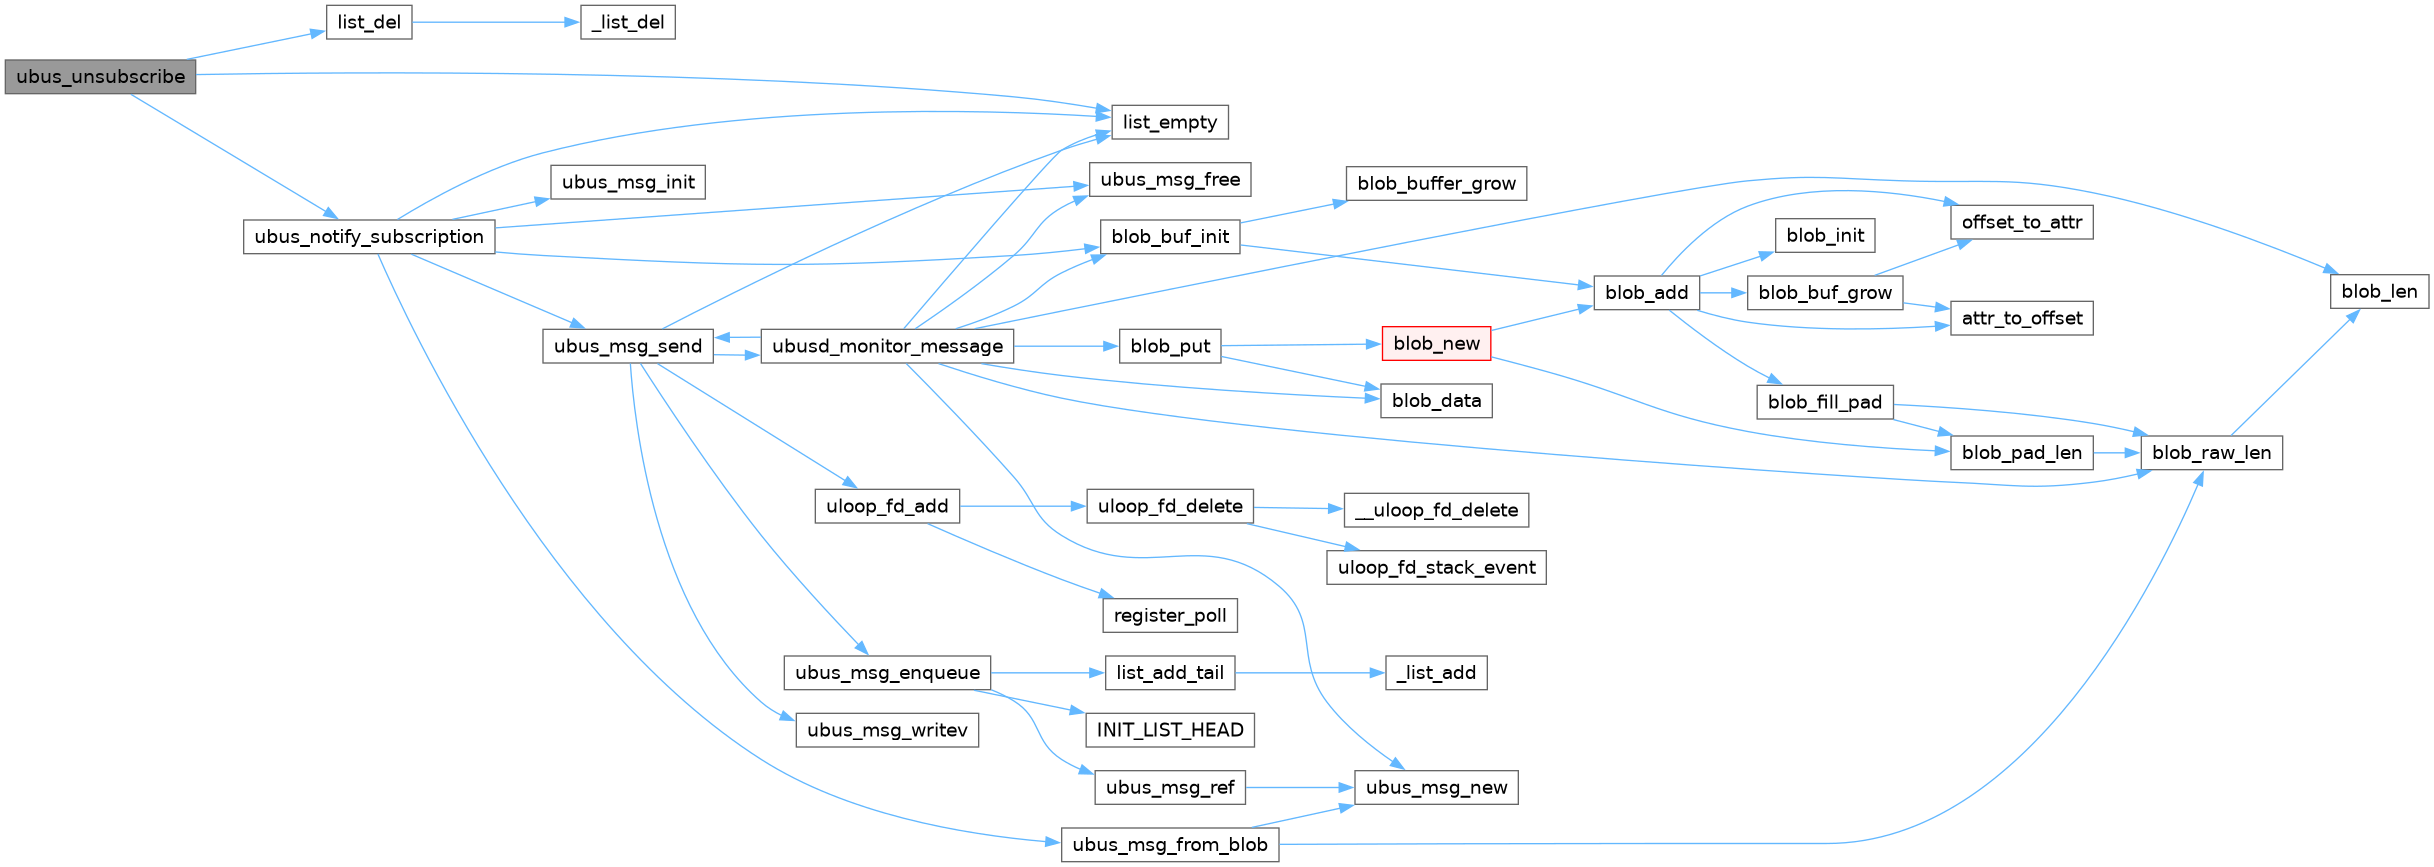 list_del
_list_del
ubus_unsubscribe
list_empty
ubus_msg_init
ubus_msg_free
blob_buffer_grow
ubus_notify_subscription
blob_buf_init
offset_to_attr
blob_init
blob_add
blob_buf_grow
blob_len
attr_to_offset
ubus_msg_send
ubusd_monitor_message
blob_put
blob_new
blob_data
blob_fill_pad
blob_pad_len
blob_raw_len
uloop_fd_add
uloop_fd_delete
__uloop_fd_delete
uloop_fd_stack_event
register_poll
ubus_msg_enqueue
list_add_tail
_list_add
ubus_msg_writev
INIT_LIST_HEAD
ubus_msg_ref
ubus_msg_new
ubus_msg_from_blob